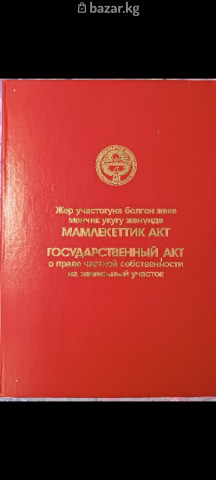 bazar.kg
Жер участогуна болгон жеке
менчик укугу жөнүндө
МАМЛЕКЕТТИК АКТ
ГОСУДАРСТВЕННЫЙ АКТ
о праве частной собственности
на земельный участок